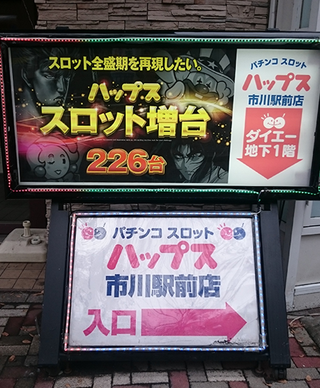 スロット全盛期を再現したい。
ハップス
スロット増台
226台
パチンコ スロット
ハップス
市川駅前店
ダイエー
地下1階
パチンコ スロット
ハップス
市川駅前店
入口